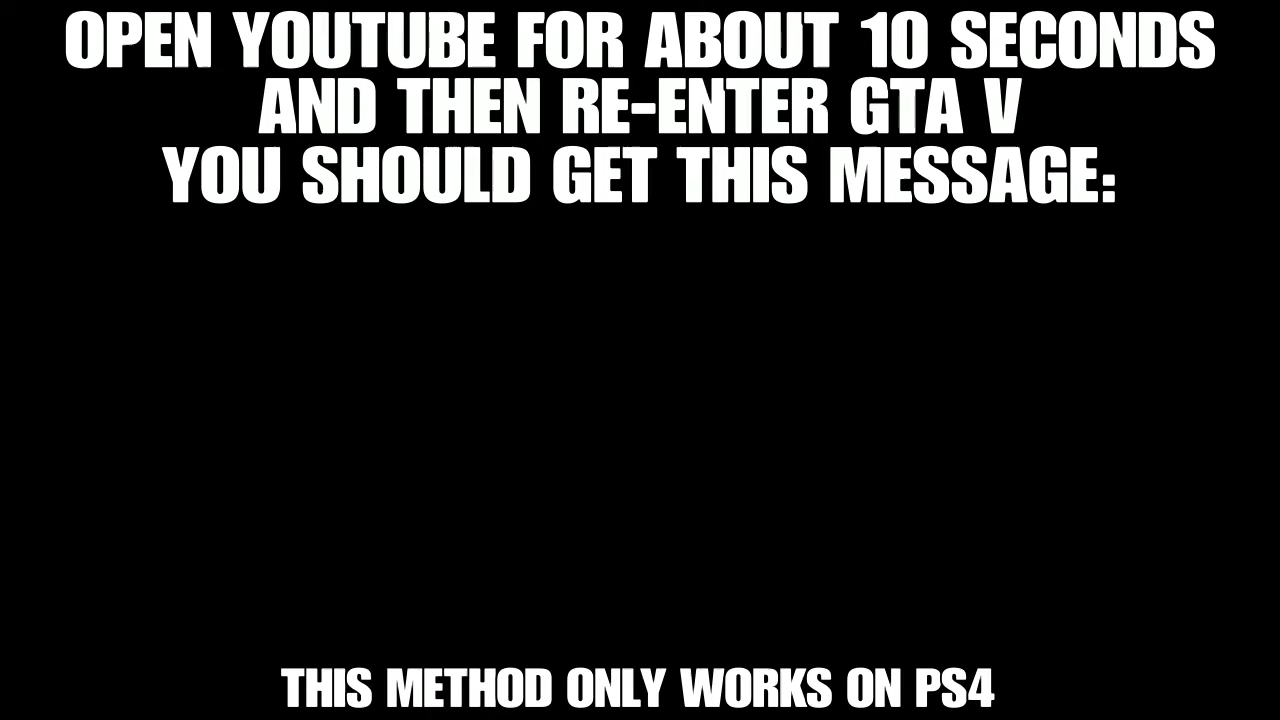 OPEN YOUTUBE FOR ABOUT 10 SECONDS
AND THEN RE-ENTER GTA V
YOU SHOULD GET THIS MESSAGE:
THIS METHOD ONLY WORKS ON PS4